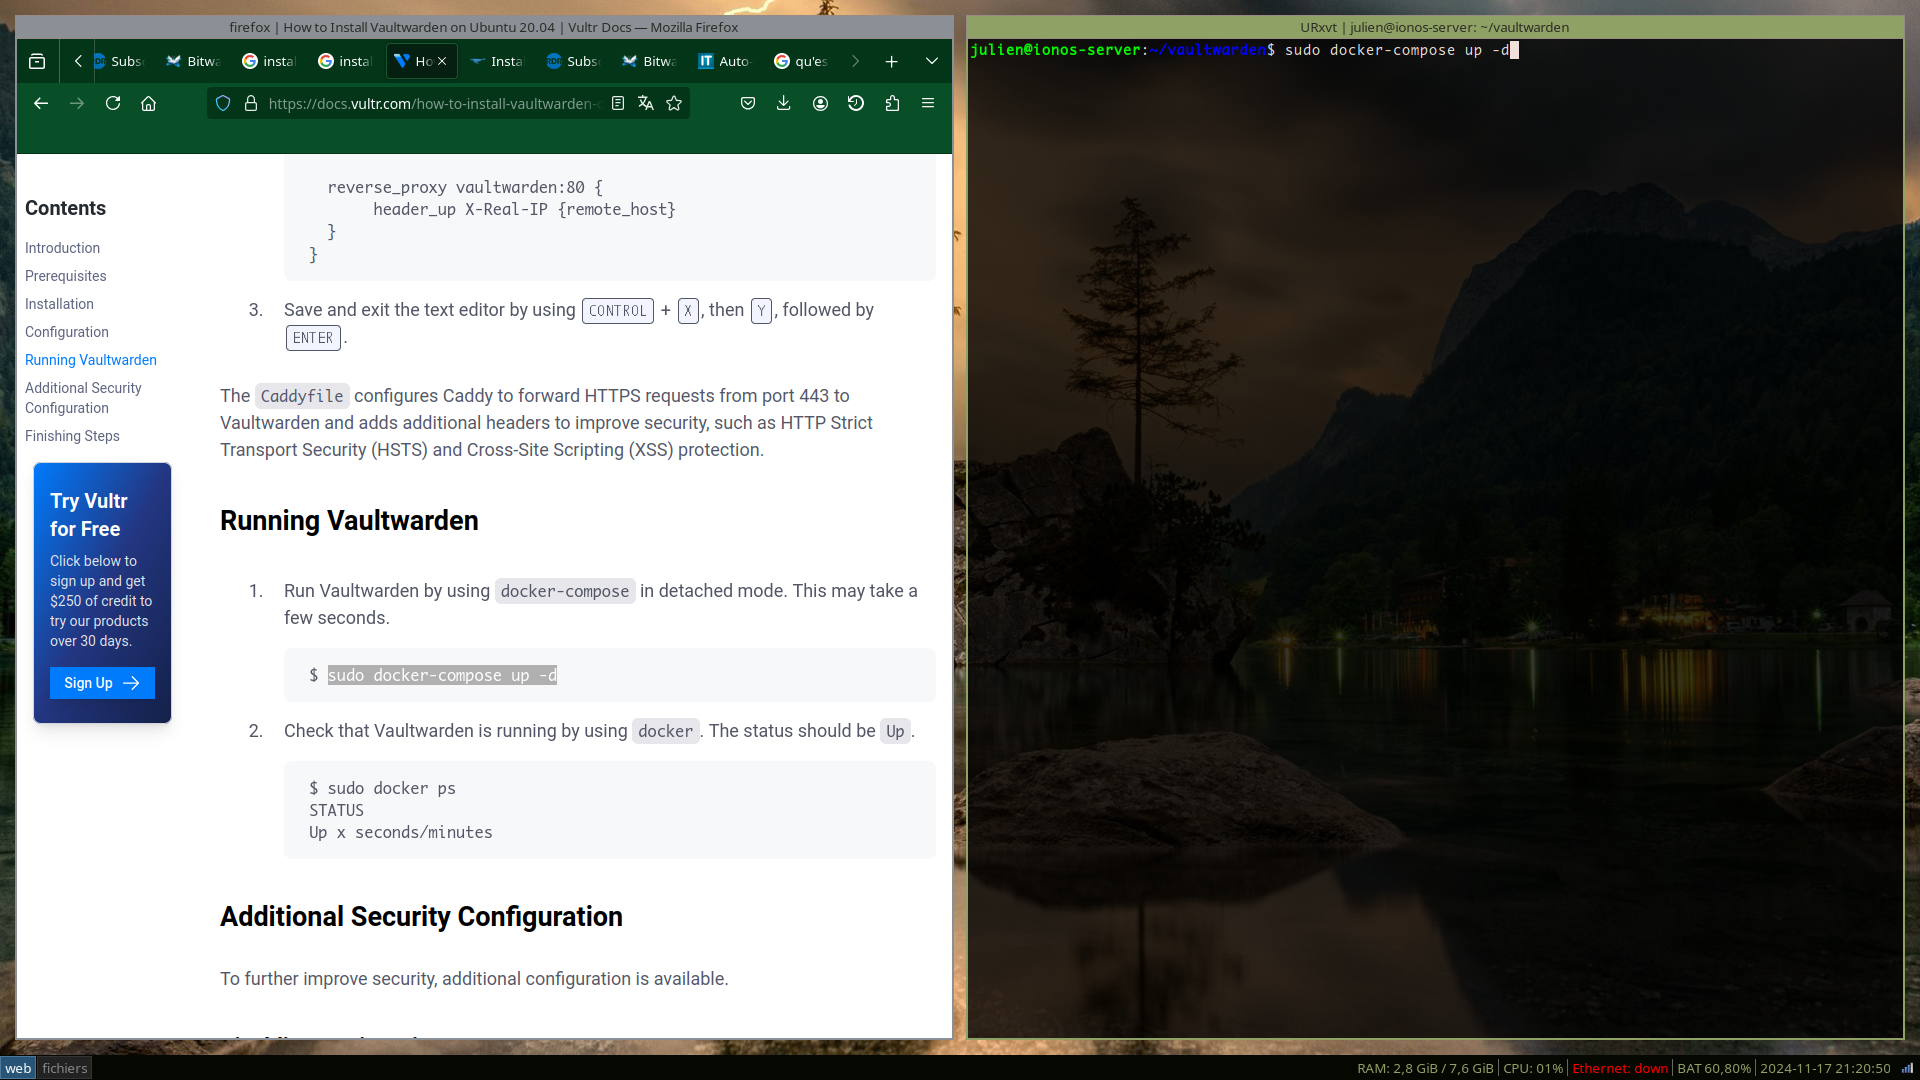 firefox | How to Install Vaultwarden on Ubuntu 20.04 | Vultr Docs — Mozilla Firefox
Subs
Bitwa
instal
instal
Ho
Insta
Subs
Bitwa
IT Auto-
qu'es
https://docs.vultr.com/how-to-install-vaultwarden-
Contents
Introduction
Prerequisites
Installation
Configuration
Running Vaultwarden
Additional Security
Configuration
Finishing Steps
Try Vultr
for Free
Click below to
sign up and get
$250 of credit to
try our products
over 30 days.
Sign Up
reverse_proxy vaultwarden:80 {
header_up X-Real-IP {remote_host}
}
}
3. Save and exit the text editor by using CONTROL + X, then Y, followed by
ENTER.
The Caddyfile configures Caddy to forward HTTPS requests from port 443 to
Vaultwarden and adds additional headers to improve security, such as HTTP Strict
Transport Security (HSTS) and Cross-Site Scripting (XSS) protection.
Running Vaultwarden
1. Run Vaultwarden by using docker-compose in detached mode. This may take a
few seconds.
$ sudo docker-compose up -d
2. Check that Vaultwarden is running by using docker. The status should be Up.
$ sudo docker ps
STATUS
Up x seconds/minutes
Additional Security Configuration
To further improve security, additional configuration is available.
URxvt | julien@ionos-server: ~/vaultwarden
julien@ionos-server:~/vaultwarden$ sudo docker-compose up -d
web
fichiers
RAM: 2,8 GiB / 7,6 GiB | CPU: 01% | Ethernet: down | BAT 60,80% | 2024-11-17 21:20:50